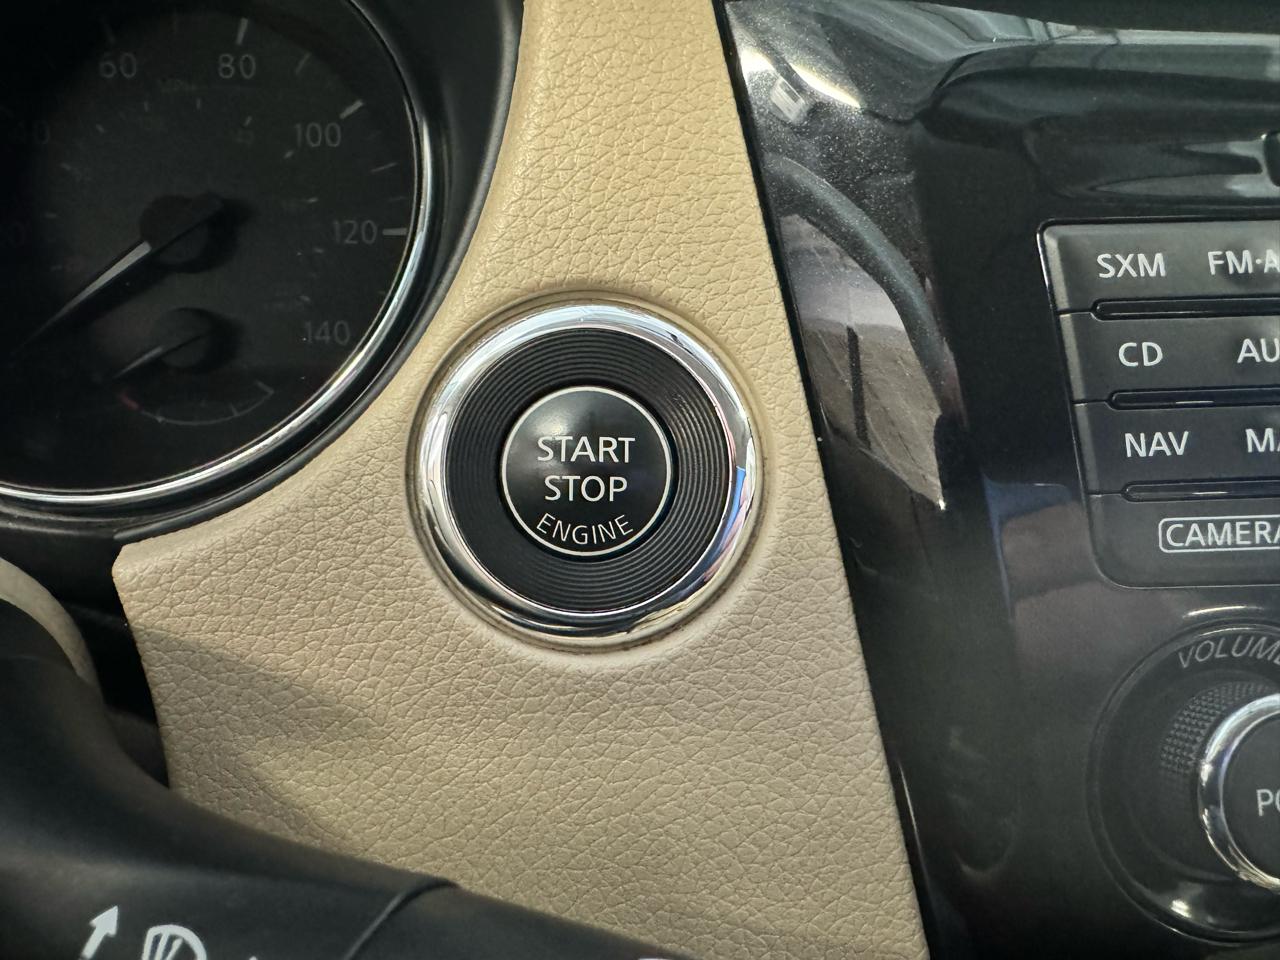 60
80
100
120
140
START
STOP
ENGINE
SXM
CD
NAV
CAMERA